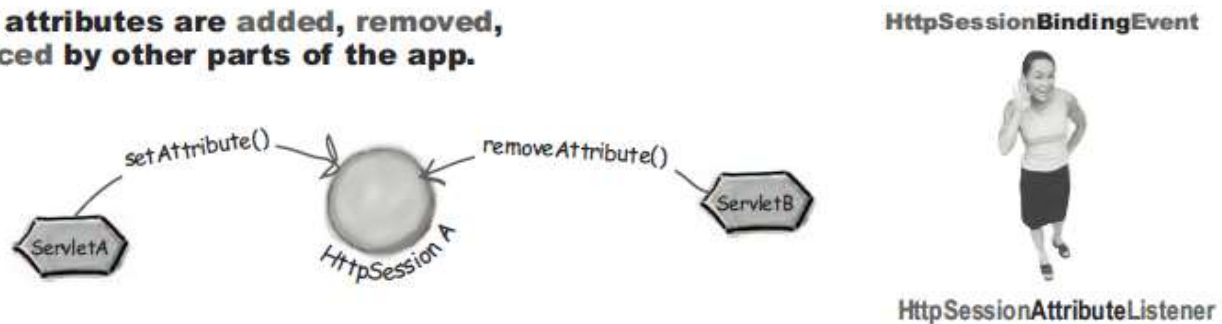 attributes are added, removed,
ced by other parts of the app.
HttpSessionBindingEvent
setAttribute()
removeAttribute()
ServletA
ServletB
HttpSession A
HttpSessionAttributeListener